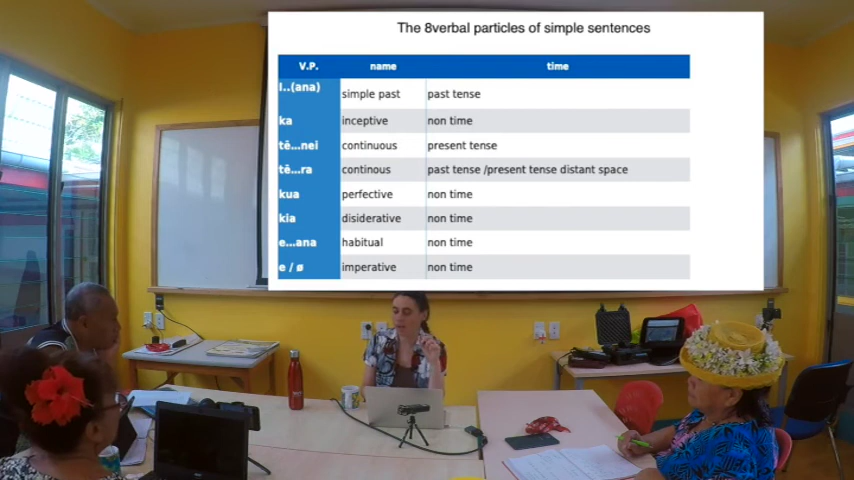 The 8verbal particles of simple sentences
V.P. name time
I..(ana) simple past past tense
ka inceptive non time
tē...nei continuous present tense
tē...ra continous past tense /present tense distant space
kua perfective non time
kia disiderative non time
e...ana habitual non time
e / ø imperative non time